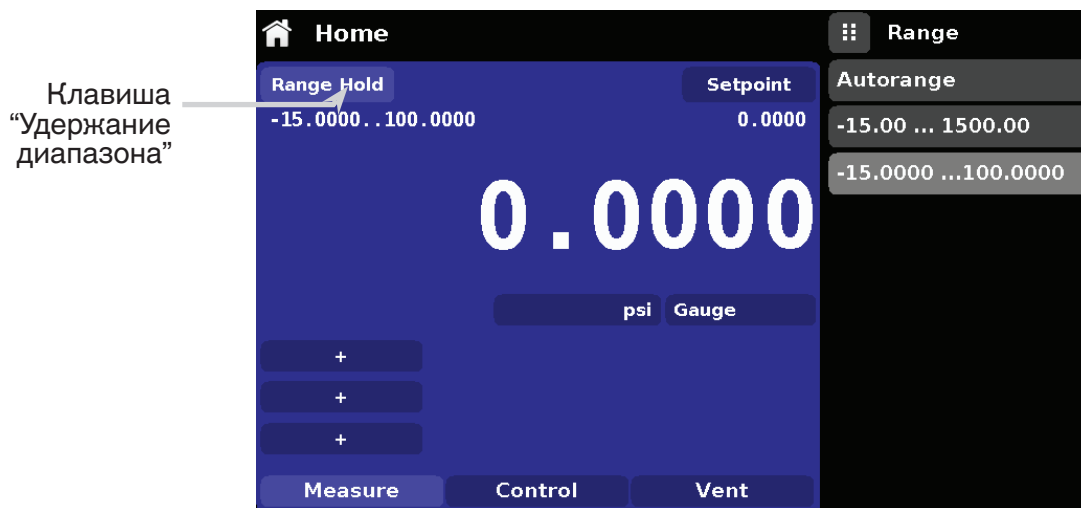 Клавиша
“Удержание
диапазона”
Home
Range Hold
Setpoint
-15.0000..100.0000
0.0000
0.0000
psi
Gauge
+
+
+
Measure
Control
Vent
Range
Autorange
-15.00 ... 1500.00
-15.0000 ...100.0000